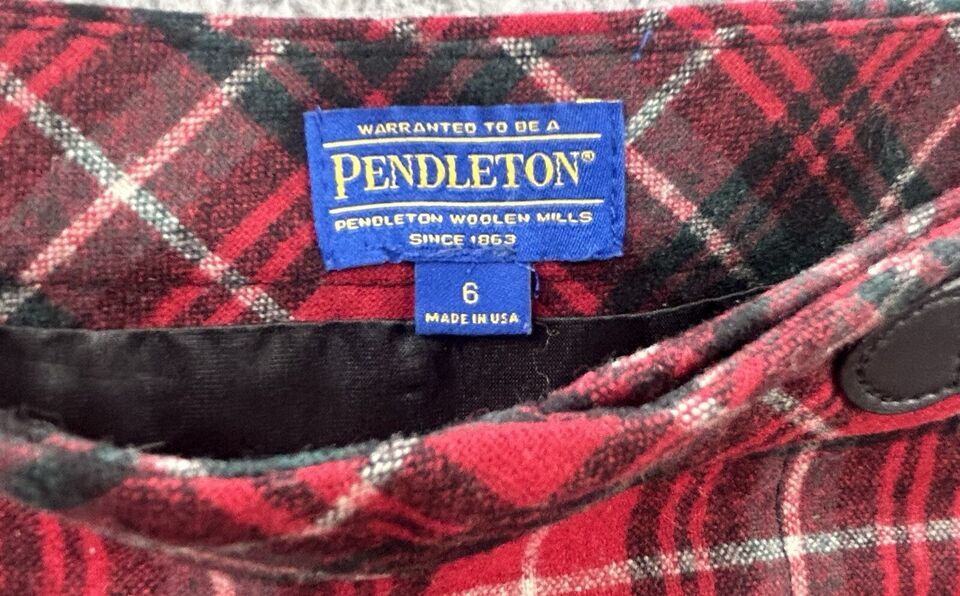 WARRANTED TO BE A
PENDLETON®
PENDLETON WOOLEN MILLS
SINCE 1863
6
MADE IN USA